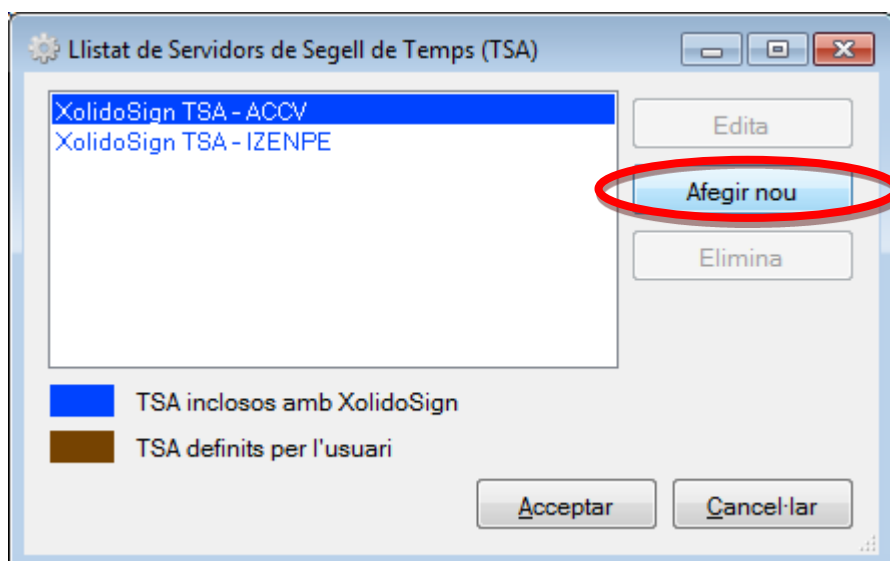 Llistat de Servidors de Segell de Temps (TSA)
XolidoSign TSA - ACCV
XolidoSign TSA - IZENPE
Edita
Afegir nou
Elimina
TSA inclosos amb XolidoSign
TSA definits per l'usuari
Acceptar
Cancel·lar